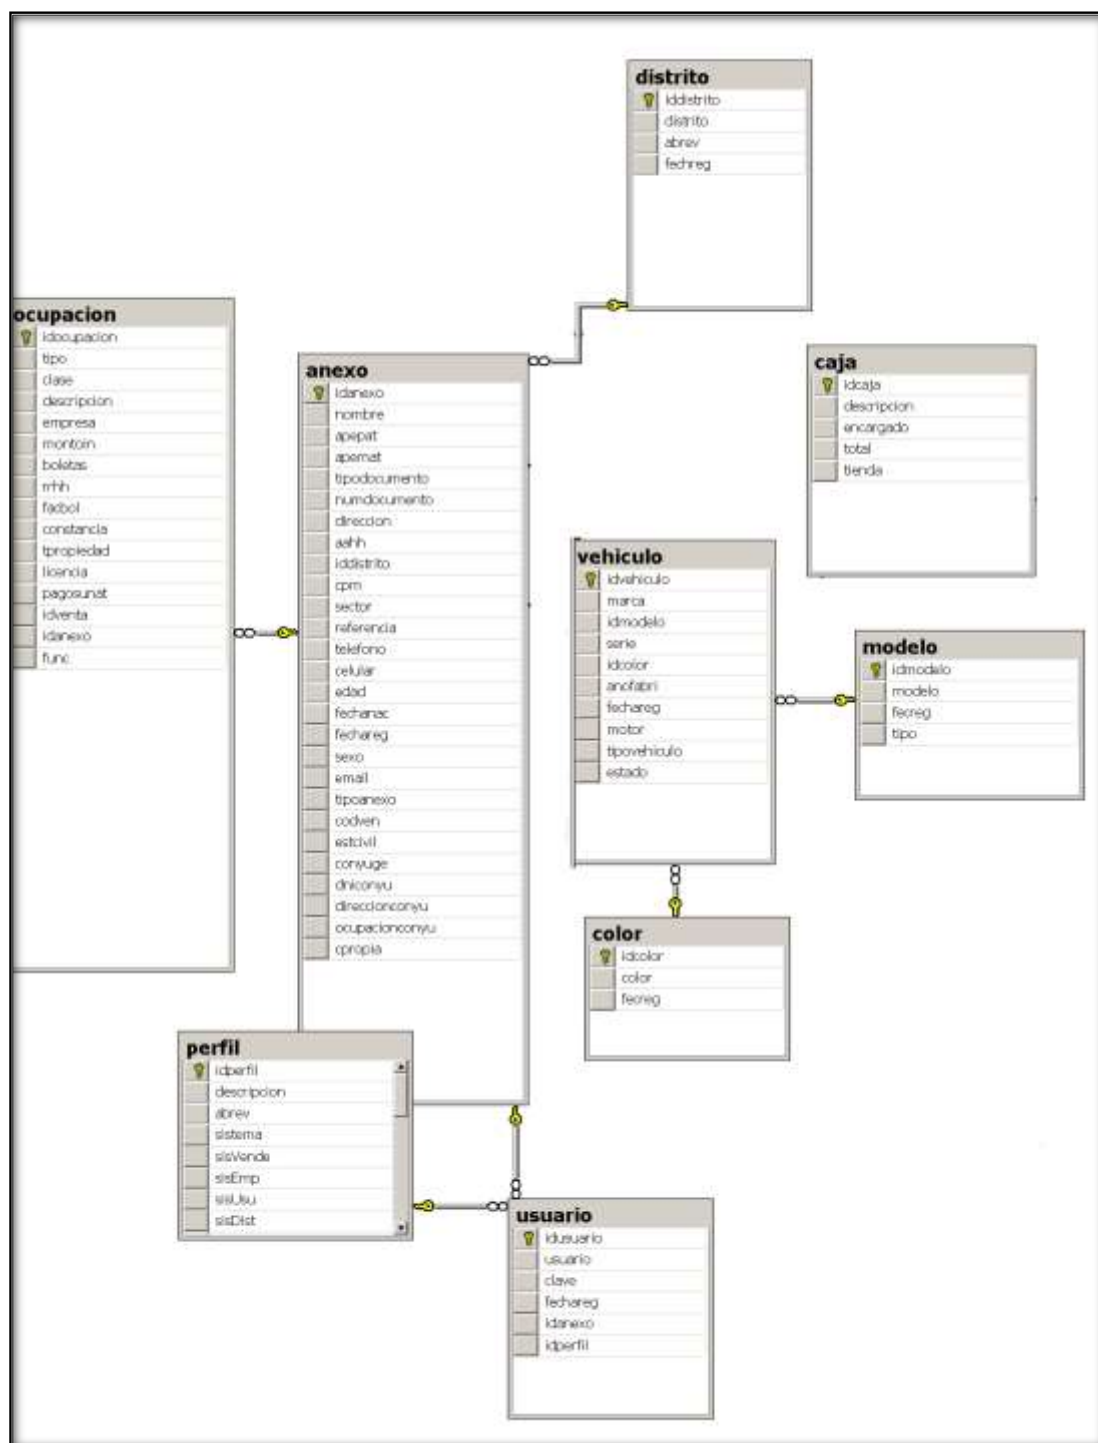 distrito
iddistrito
distrito
abrev
fechreg
ocupacion
idocupacion
tipo
clase
descripcion
empresa
montoin
boletas
rrhh
facbol
constancia
tpropiedad
licencia
pagosunat
idventa
idanexo
func
anexo
idanexo
nombre
apepat
apemat
tipodocumento
numdocumento
direccion
aahh
iddistrito
cpm
sector
referencia
telefono
celular
edad
fechanac
fechareg
sexo
email
tipoanexo
codven
estcivil
conyuge
dniconyu
direccionconyu
ocupacionconyu
cpropia
caja
idcaja
descripcion
encargado
total
tienda
vehiculo
idvehiculo
marca
idmodelo
serie
idcolor
anofabri
fechareg
motor
tipovehiculo
estado
modelo
idmodelo
modelo
fecreg
tipo
color
idcolor
color
fecreg
perfil
idperfil
descripcion
abrev
sistema
sisVende
sisEmp
sisUsu
sisDist
usuario
idusuario
usuario
clave
fechareg
idanexo
idperfil